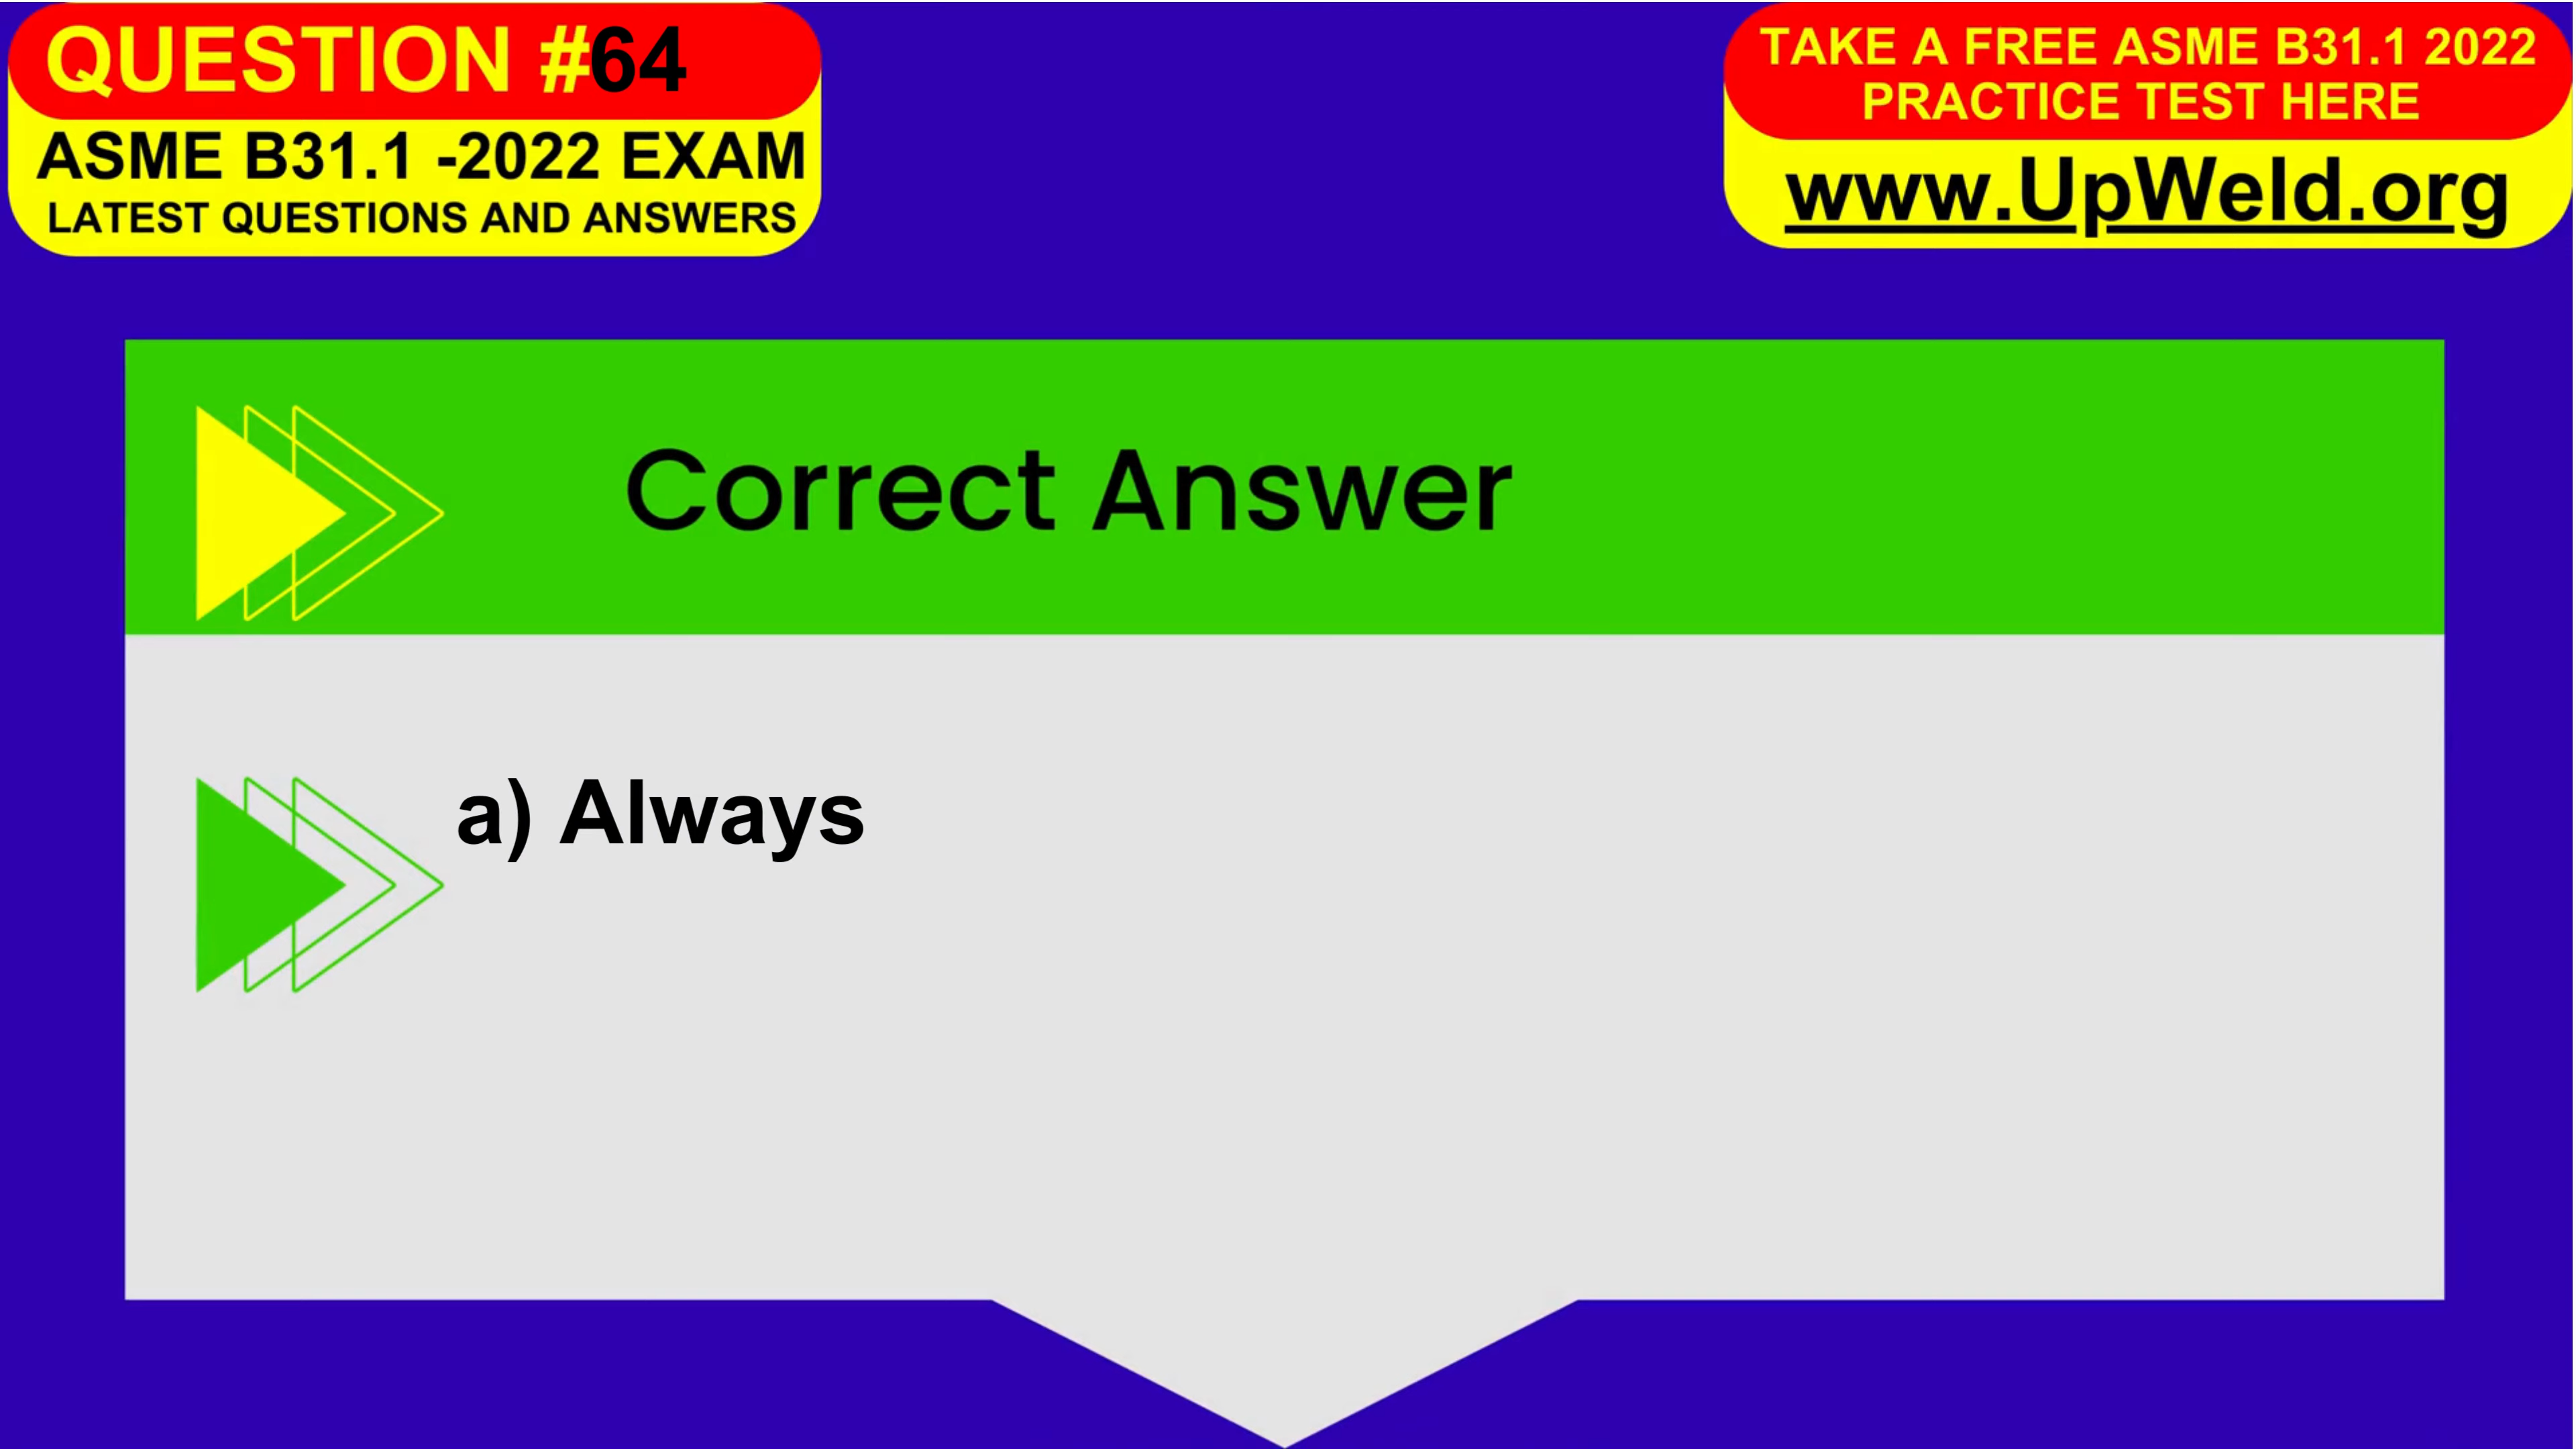 QUESTION #64
ASME B31.1 -2022 EXAM
LATEST QUESTIONS AND ANSWERS
TAKE A FREE ASME B31.1 2022
PRACTICE TEST HERE
www.UpWeld.org
Correct Answer
a) Always